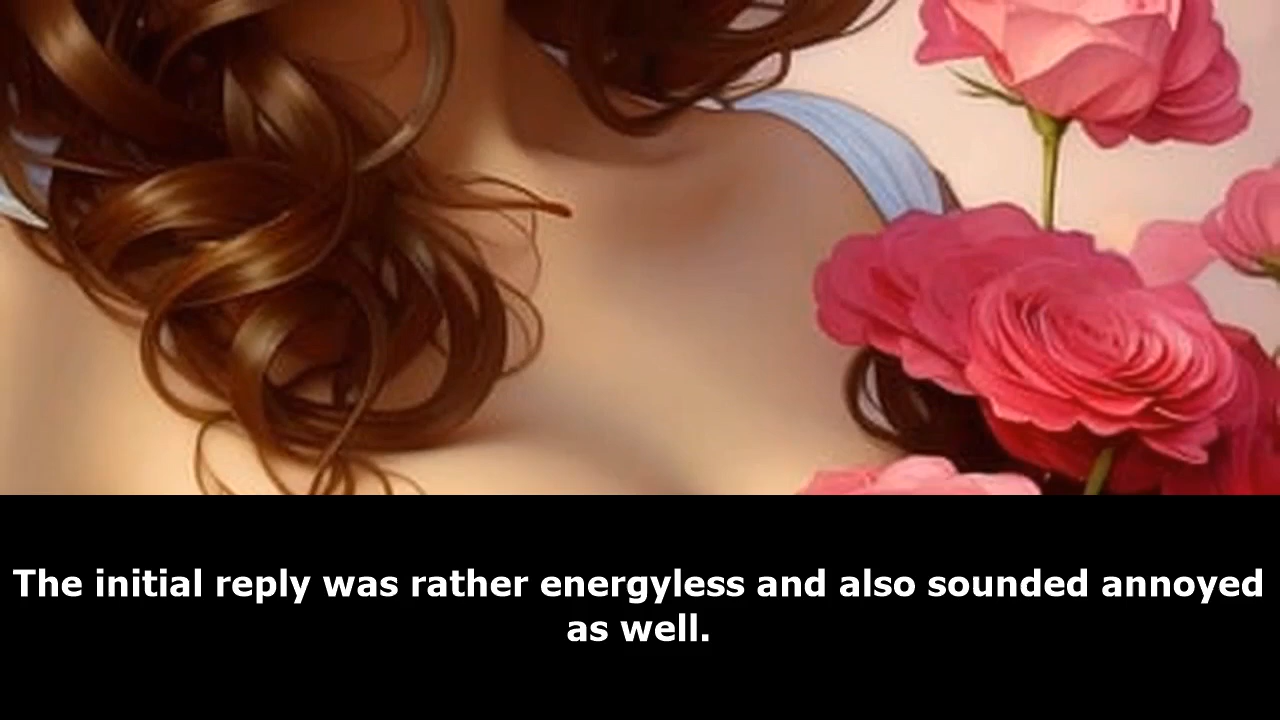 The initial reply was rather energyless and also sounded annoyed
as well.